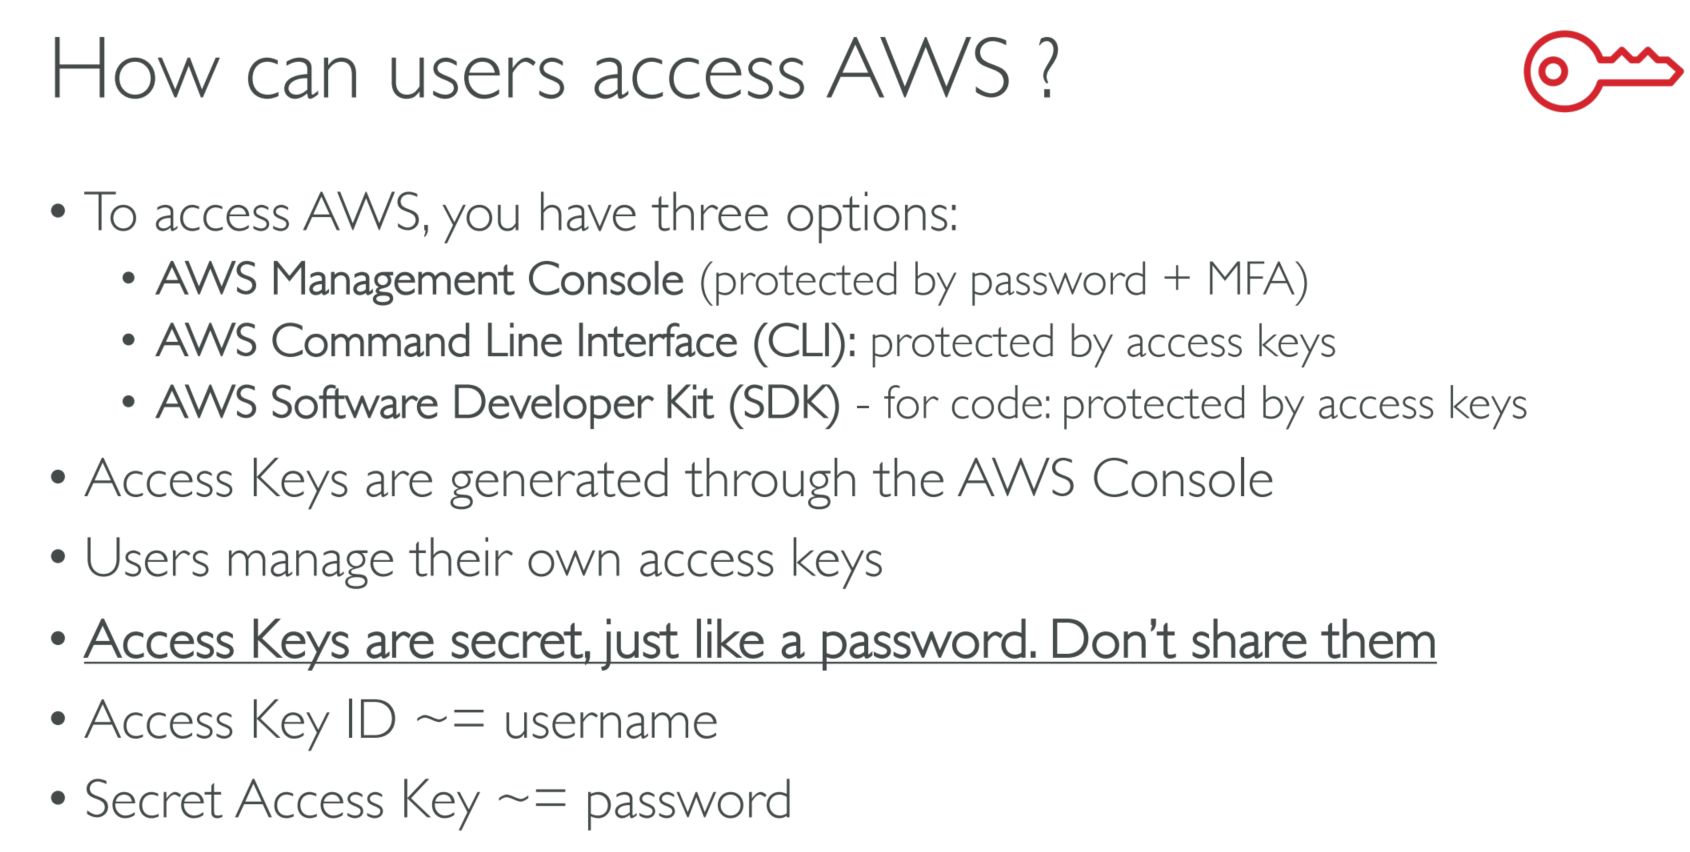 How can users access AWS ?
• To access AWS, you have three options:
• AWS Management Console (protected by password + MFA)
• AWS Command Line Interface (CLI): protected by access keys
• AWS Software Developer Kit (SDK) - for code: protected by access keys
• Access Keys are generated through the AWS Console
• Users manage their own access keys
• Access Keys are secret, just like a password. Don’t share them
• Access Key ID ~= username
• Secret Access Key ~= password